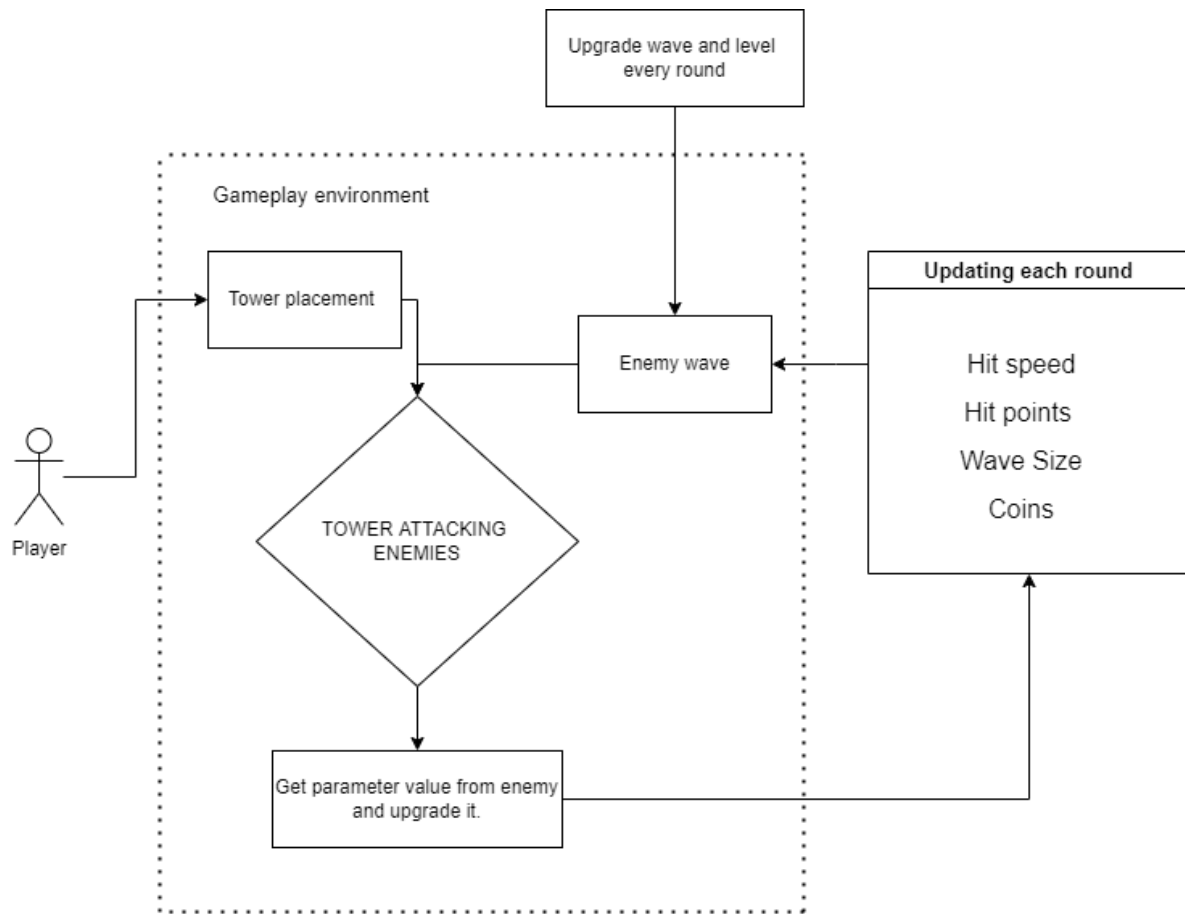 Upgrade wave and level
every round
Gameplay environment
Tower placement
Updating each round
Enemy wave
Hit speed
Hit points
Wave Size
Coins
Player
TOWER ATTACKING
ENEMIES
Get parameter value from enemy
and upgrade it.